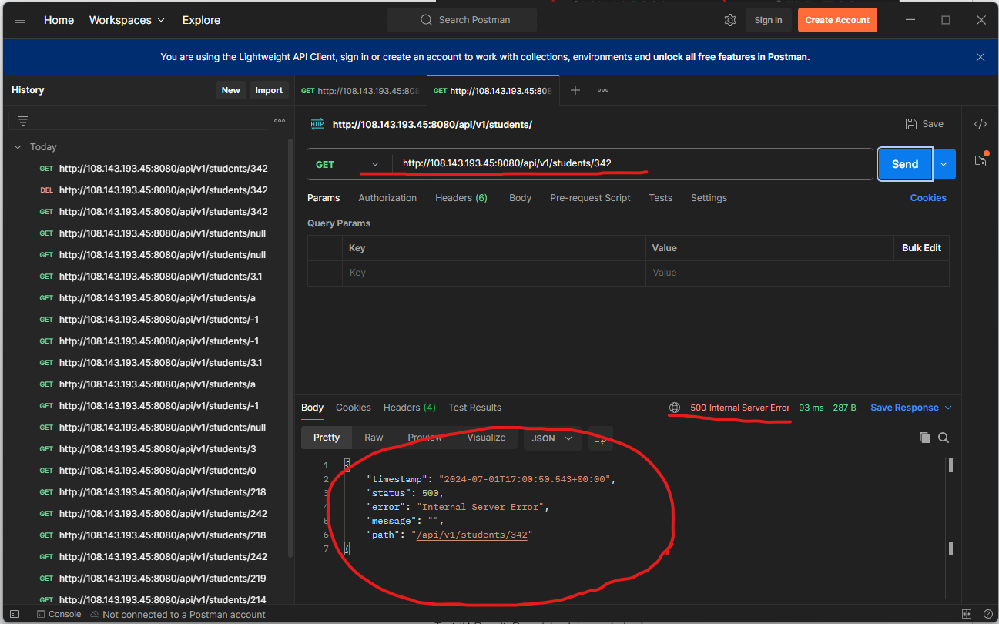 Home Workspaces Explore Search Postman Sign In Create Account
You are using the Lightweight API Client, sign in or create an account to work with collections, environments and unlock all free features in Postman.
History New Import
GET http://108.143.193.45:808 GET http://108.143.193.45:808
HTTP http://108.143.193.45:8080/api/v1/students/ Save
Today
GET http://108.143.193.45:8080/api/v1/students/342
DEL http://108.143.193.45:8080/api/v1/students/342
GET http://108.143.193.45:8080/api/v1/students/342
GET http://108.143.193.45:8080/api/v1/students/null
GET http://108.143.193.45:8080/api/v1/students/null
GET http://108.143.193.45:8080/api/v1/students/3.1
GET http://108.143.193.45:8080/api/v1/students/a
GET http://108.143.193.45:8080/api/v1/students/-1
GET http://108.143.193.45:8080/api/v1/students/-1
GET http://108.143.193.45:8080/api/v1/students/3.1
GET http://108.143.193.45:8080/api/v1/students/a
GET http://108.143.193.45:8080/api/v1/students/-1
GET http://108.143.193.45:8080/api/v1/students/null
GET http://108.143.193.45:8080/api/v1/students/3
GET http://108.143.193.45:8080/api/v1/students/0
GET http://108.143.193.45:8080/api/v1/students/218
GET http://108.143.193.45:8080/api/v1/students/242
GET http://108.143.193.45:8080/api/v1/students/218
GET http://108.143.193.45:8080/api/v1/students/242
GET http://108.143.193.45:8080/api/v1/students/219
GET http://108.143.193.45:8080/api/v1/students/214
GET http://108.143.193.45:8080/api/v1/students/342 Send
Params Authorization Headers (6) Body Pre-request Script Tests Settings Cookies
Query Params
Key Value Bulk Edit
Key Value
Body Cookies Headers (4) Test Results 500 Internal Server Error 93 ms 287 B Save Response
Pretty Raw Preview Visualize JSON
1 {
2 "timestamp": "2024-07-01T17:00:50.543+00:00",
3 "status": 500,
4 "error": "Internal Server Error",
5 "message": "",
6 "path": "/api/v1/students/342"
7 }
Console Not connected to a Postman account